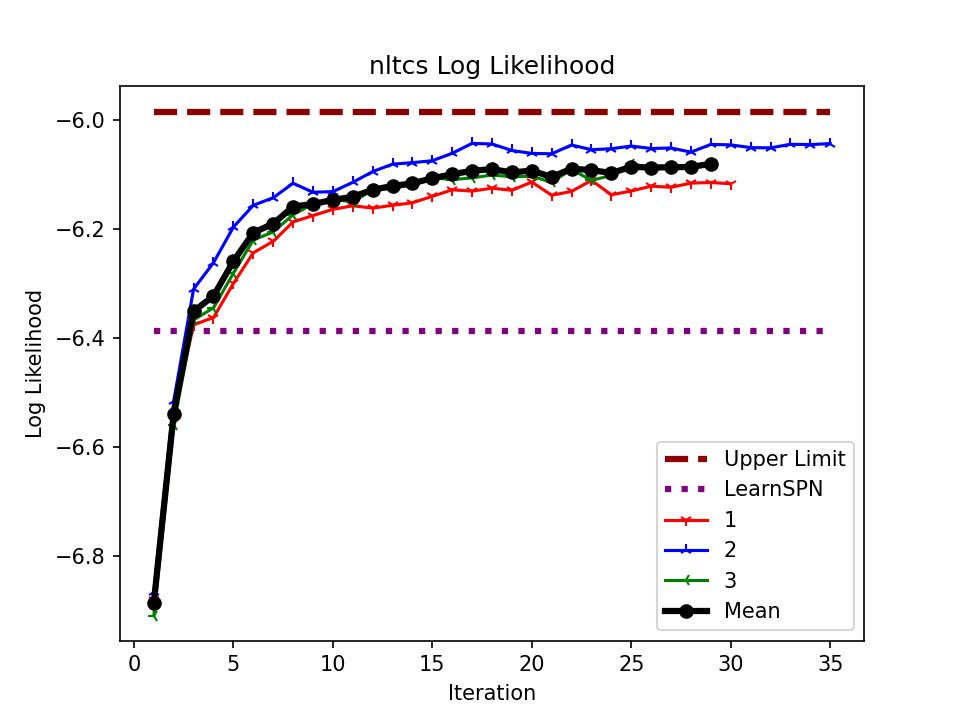 nltcs Log Likelihood
Log Likelihood
−6.0
−6.2
−6.4
−6.6
−6.8
0 5 10 15 20 25 30 35
Iteration
Upper Limit
LearnSPN
1
2
3
Mean